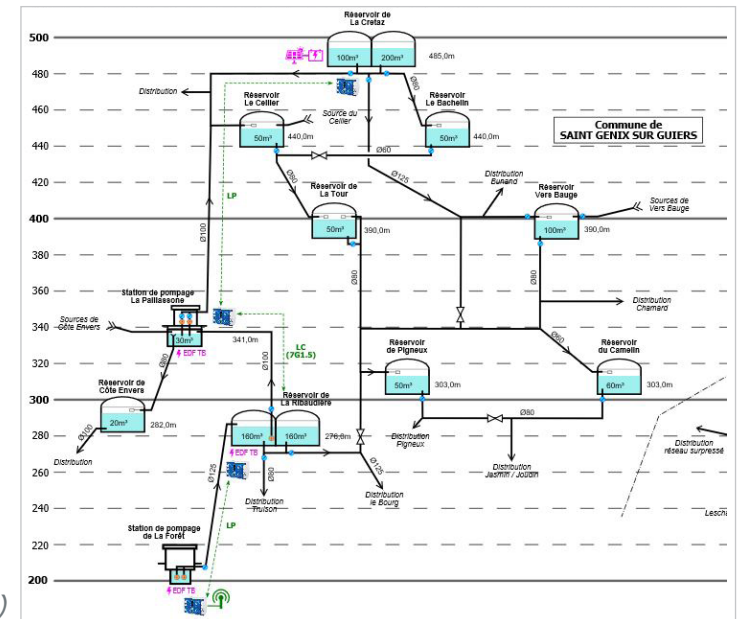 Réservoir de
La Cretaz
500
100m³
200m³
485,0m
480
Distribution
Ø80
460
Réservoir
Le Cellier
Source du
Cellier
Réservoir
Le Bachelin
Commune de
SAINT GENIX SUR GUIERS
50m³
440,0m
50m³
440,0m
440
Ø60
420
Ø80
Ø125
Distribution
Bunand
LP
Réservoir de
La Tour
Réservoir
Vers Bauge
Sources de
Vers Bauge
400
50m³
390,0m
100m³
390,0m
380
Ø100
Ø80
Ø80
360
Station de pompage
La Paillassone
Distribution
Chamard
340
Sources de
Côte Envers
30m³
341,0m
EDF TB
LC
(7G1.5)
Ø80
Ø100
Ø60
320
Réservoir
de Pigneux
Réservoir
du Camelin
Réservoir de
Côte Envers
Réservoir de
La Ribaudière
50m³
303,0m
60m³
303,0m
300
20m³
282,0m
Ø80
160m³
160m³
276,8m
280
Ø100
Distribution
Pigneux
Distribution
réseau surpressé
Distribution
EDF TB
Ø80
Ø125
Distribution
Jasmin / Joudin
260
Ø125
Distribution
Truison
Distribution
le Bourg
240
LP
Lescha
Station de pompage
de La Forêt
220
200
EDF TB
)